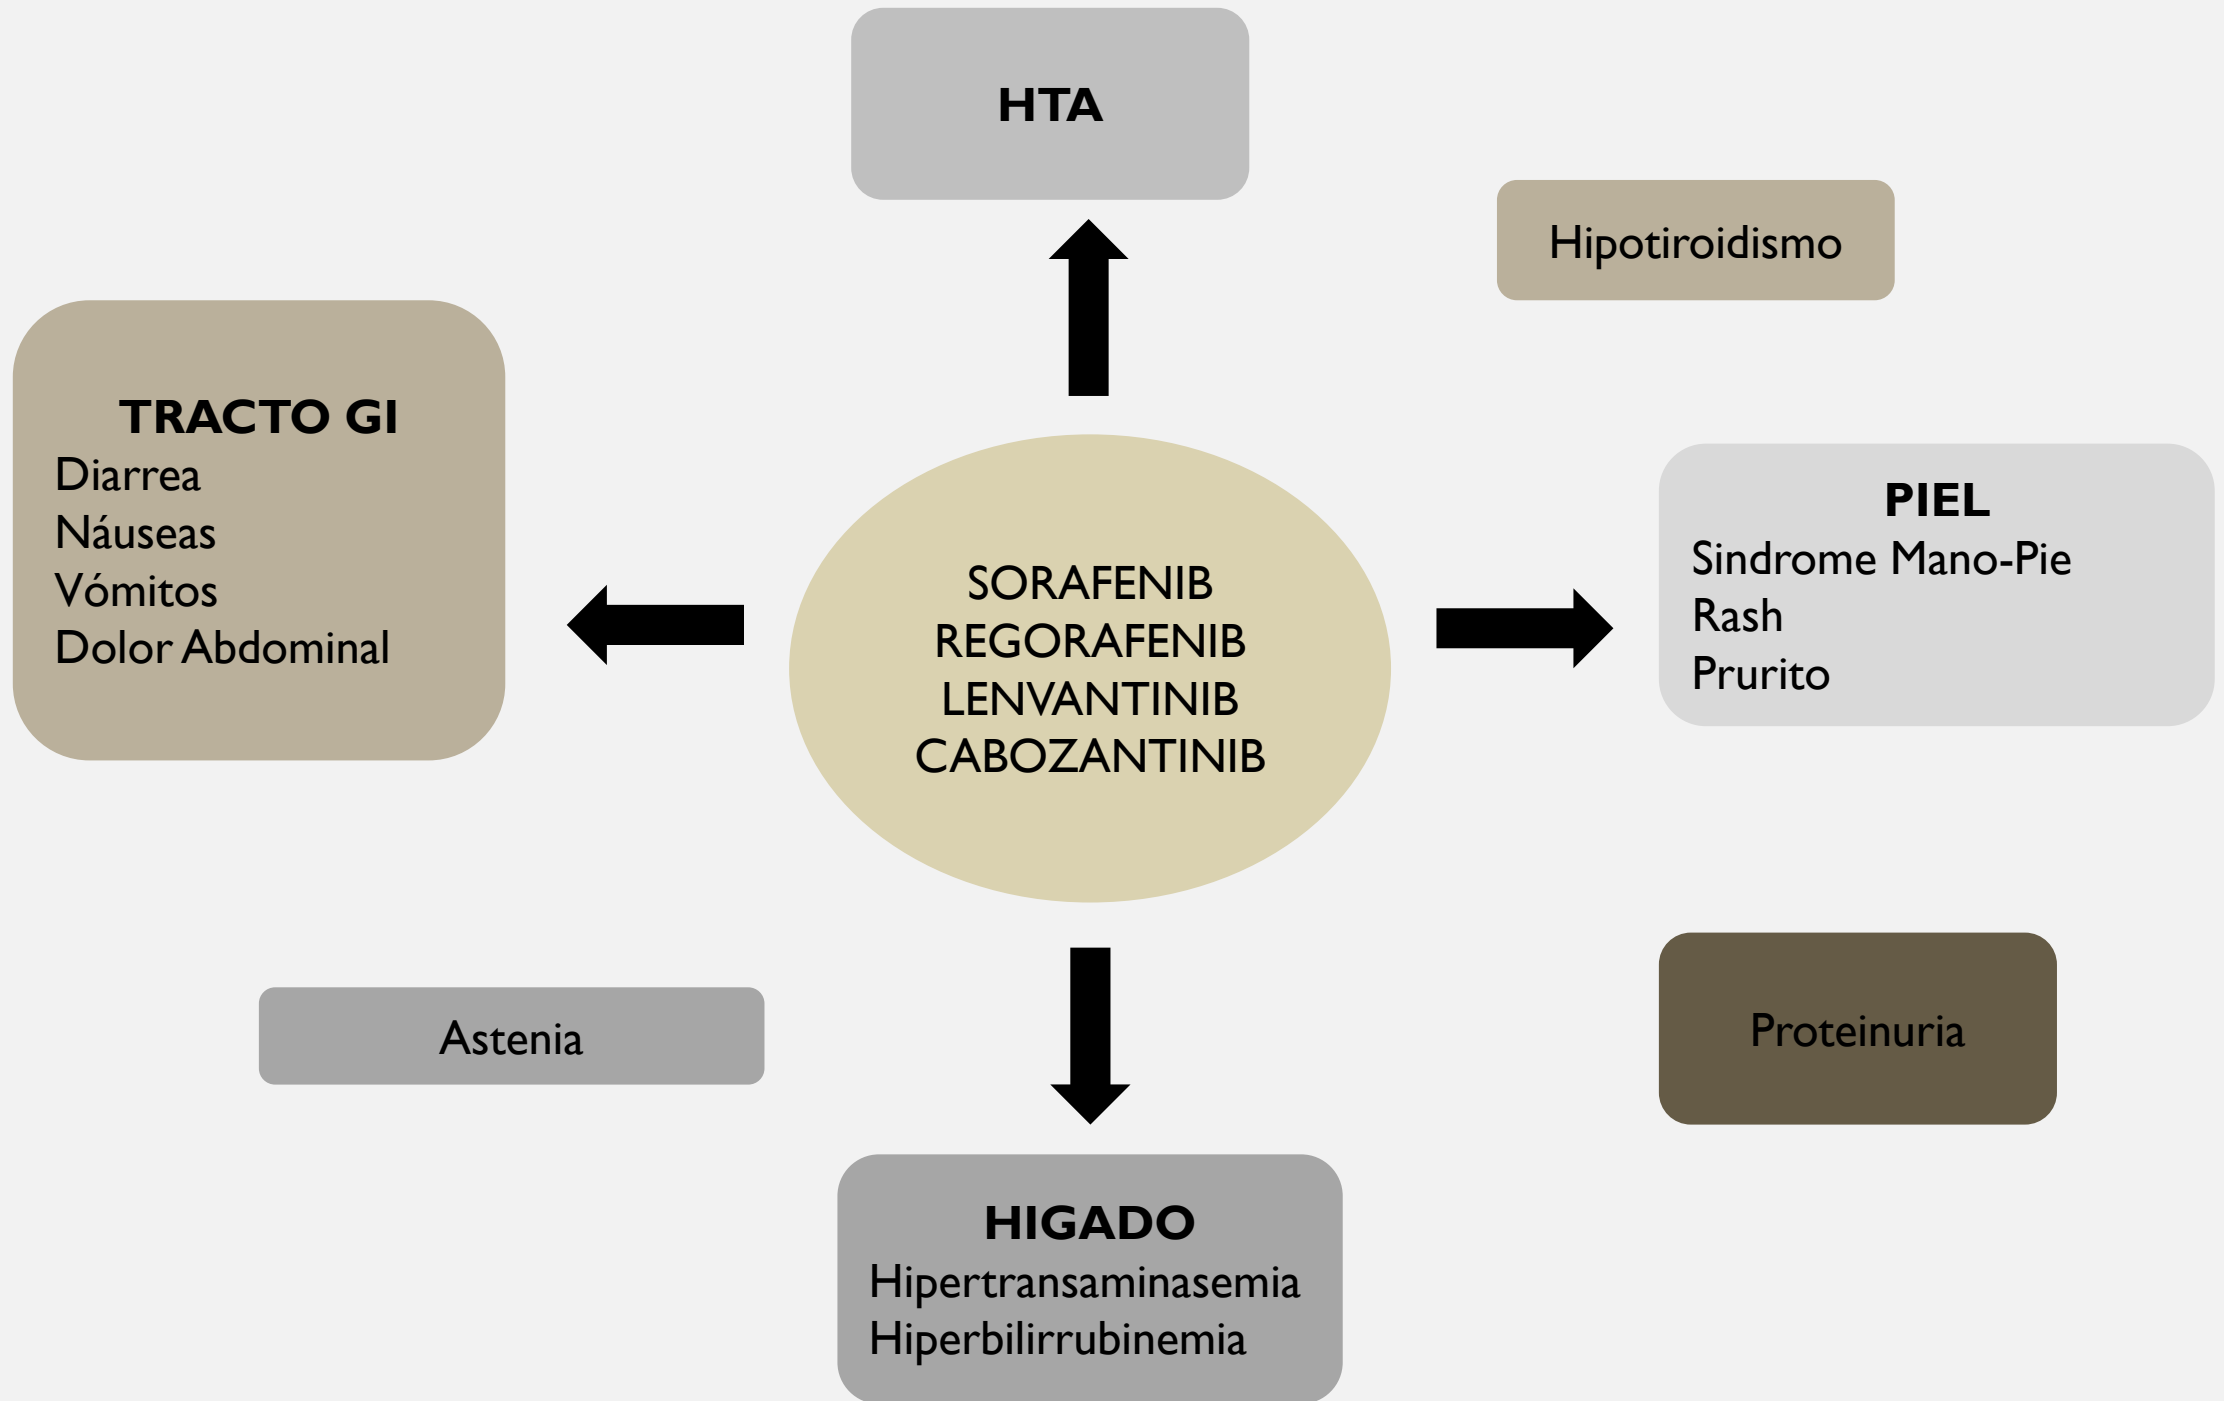 HTA
Hipotiroidismo
TRACTO GI
Diarrea
Náuseas
Vómitos
Dolor Abdominal
SORAFENIB
REGORAFENIB
LENVANTINIB
CABOZANTINIB
PIEL
Sindrome Mano-Pie
Rash
Prurito
Astenia
Proteinuria
HIGADO
Hipertransaminasemia
Hiperbilirrubinemia